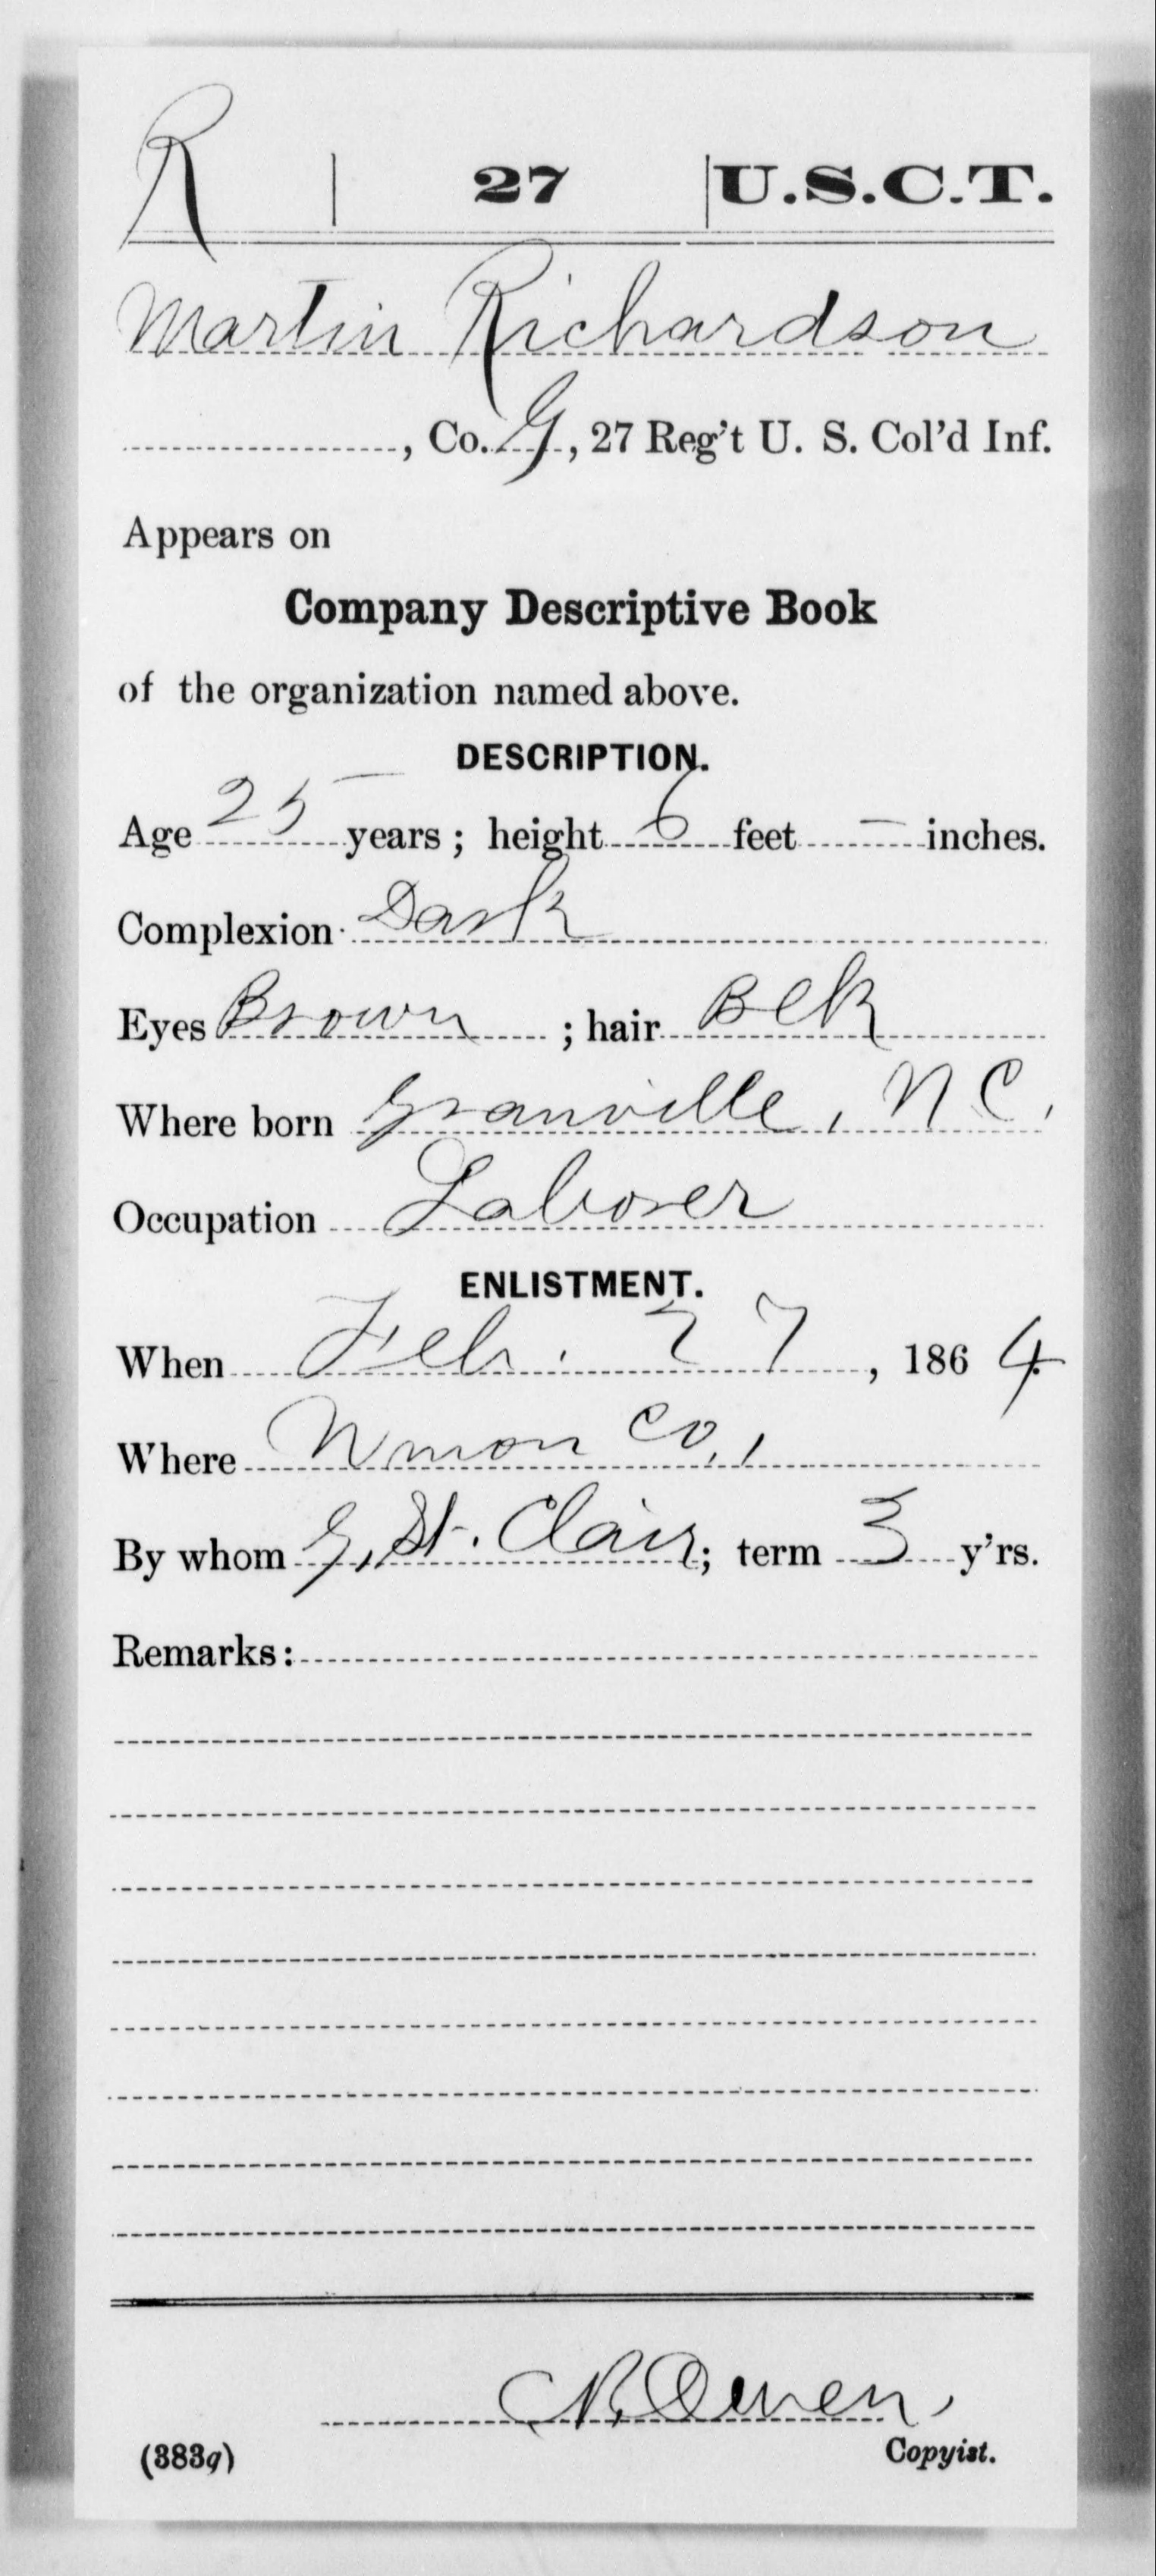 R | 27 | U.S.C.T.
Martin Richardson
, Co. G, 27 Reg't U. S. Col'd Inf.
Appears on
Company Descriptive Book
of the organization named above.
DESCRIPTION.
Age 25 years; height 6 feet — inches.
Complexion Dark
Eyes Brown; hair Blk
Where born Granville, N C,
Occupation Laborer
ENLISTMENT.
When Feb. 27, 1864
Where Union Co,
By whom G, St. Clair; term 3 y'rs.
Remarks:
Owen,
(383g) Copyist.